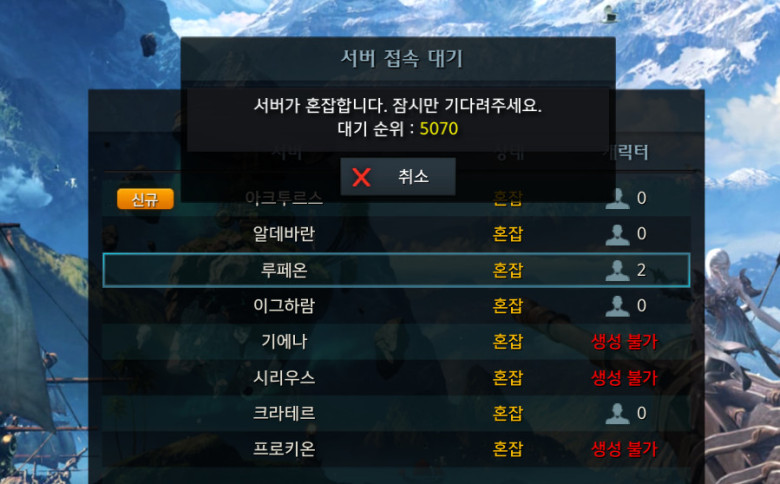 서버 접속 대기
서버가 혼잡합니다. 잠시만 기다려주세요.
대기 순위 : 5070
취소
서버 상태 캐릭터
신규 아크투르스 혼잡 0
알데바란 혼잡 0
루페온 혼잡 2
이그하람 혼잡 0
기에나 혼잡 생성 불가
시리우스 혼잡 생성 불가
크라테르 혼잡 0
프로키온 혼잡 생성 불가